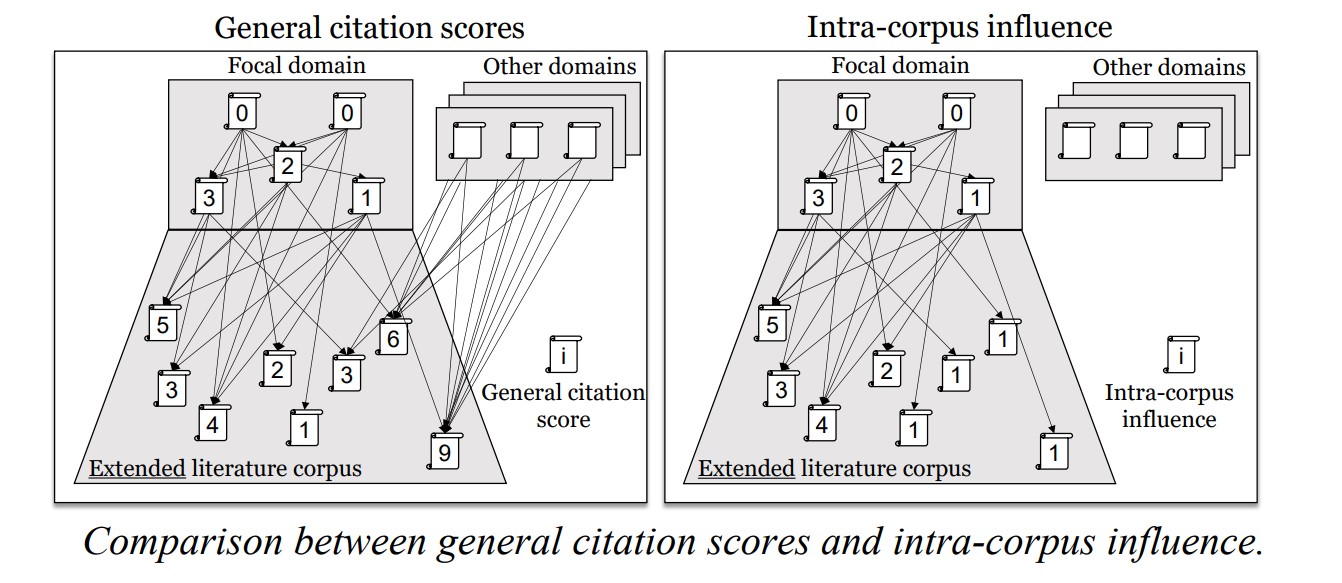 General citation scores
Focal domain
Other domains
0 0
2
3 1
5
6
3
2
3
4
1
9
i
General citation
score
Extended literature corpus
Intra-corpus influence
Focal domain
Other domains
0 0
2
3 1
5
1
3
2
1
4
1
1
i
Intra-corpus
influence
Extended literature corpus
Comparison between general citation scores and intra-corpus influence.